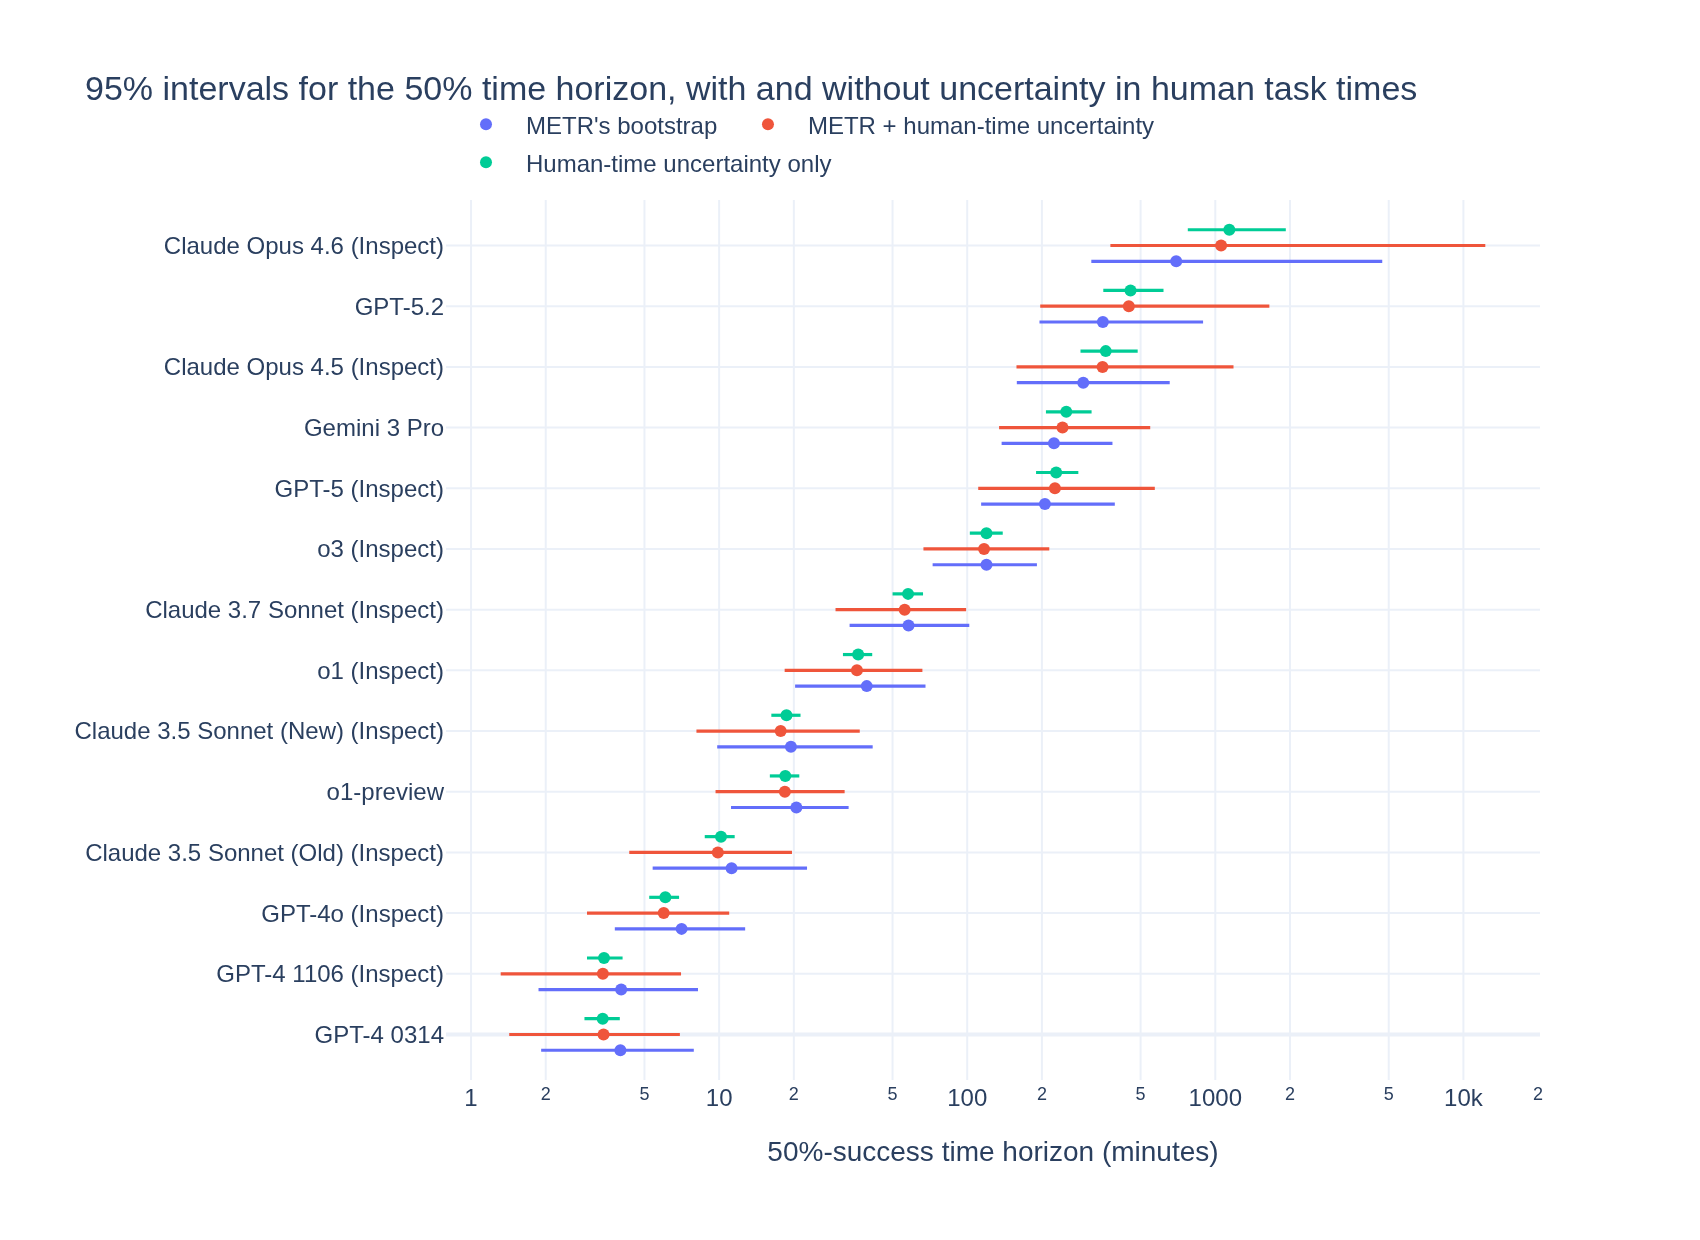 95% intervals for the 50% time horizon, with and without uncertainty in human task times
METR's bootstrap METR + human-time uncertainty
Human-time uncertainty only
Claude Opus 4.6 (Inspect)
GPT-5.2
Claude Opus 4.5 (Inspect)
Gemini 3 Pro
GPT-5 (Inspect)
o3 (Inspect)
Claude 3.7 Sonnet (Inspect)
o1 (Inspect)
Claude 3.5 Sonnet (New) (Inspect)
o1-preview
Claude 3.5 Sonnet (Old) (Inspect)
GPT-4o (Inspect)
GPT-4 1106 (Inspect)
GPT-4 0314
1 2 5 10 2 5 100 2 5 1000 2 5 10k 2
50%-success time horizon (minutes)